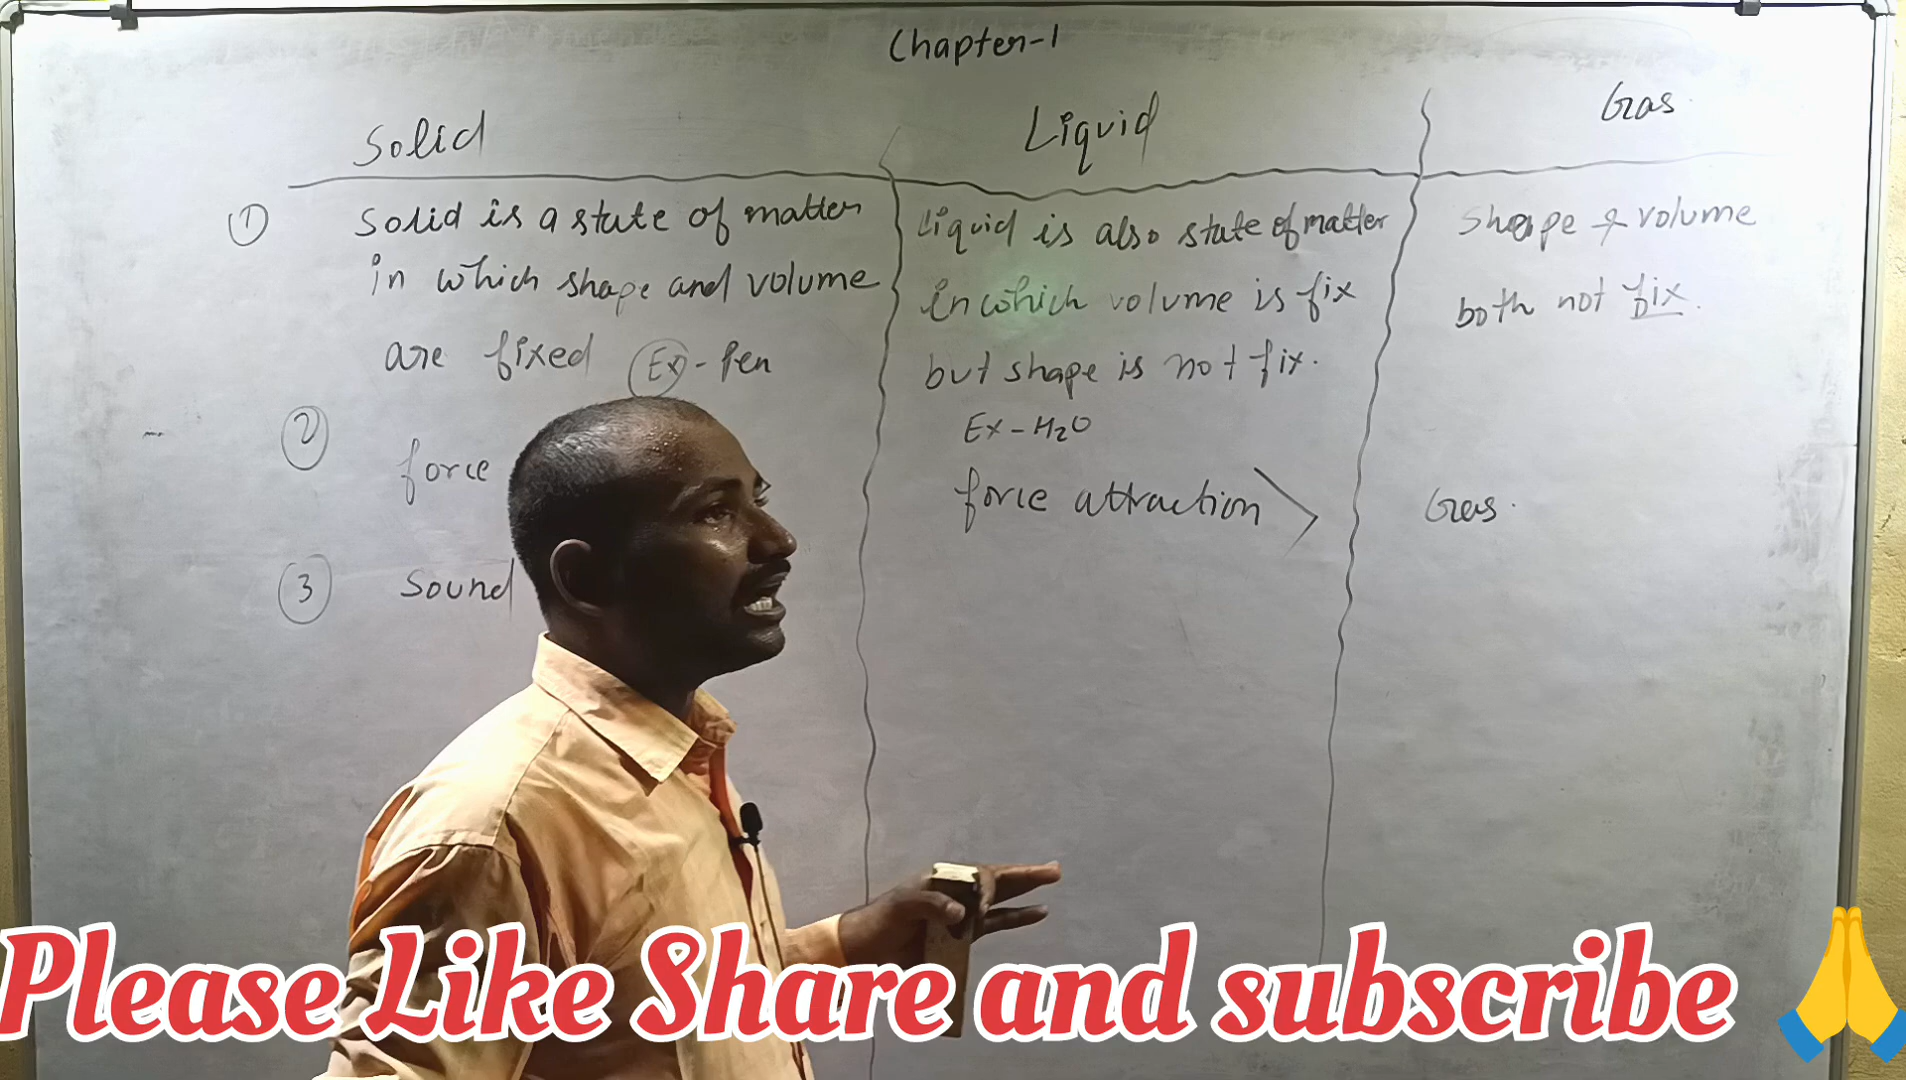 Chapter-1
Solid
Liquid
Gas
1 Solid is a state of matter
in which shape and volume
are fixed Ex - Pen
Liquid is also state of matter
in which volume is fix
but shape is not fix.
Ex - H2O
Shape & volume
both not fix.
2 force
force attraction >
Gas.
3 Sound
Please Like Share and subscribe 🙏